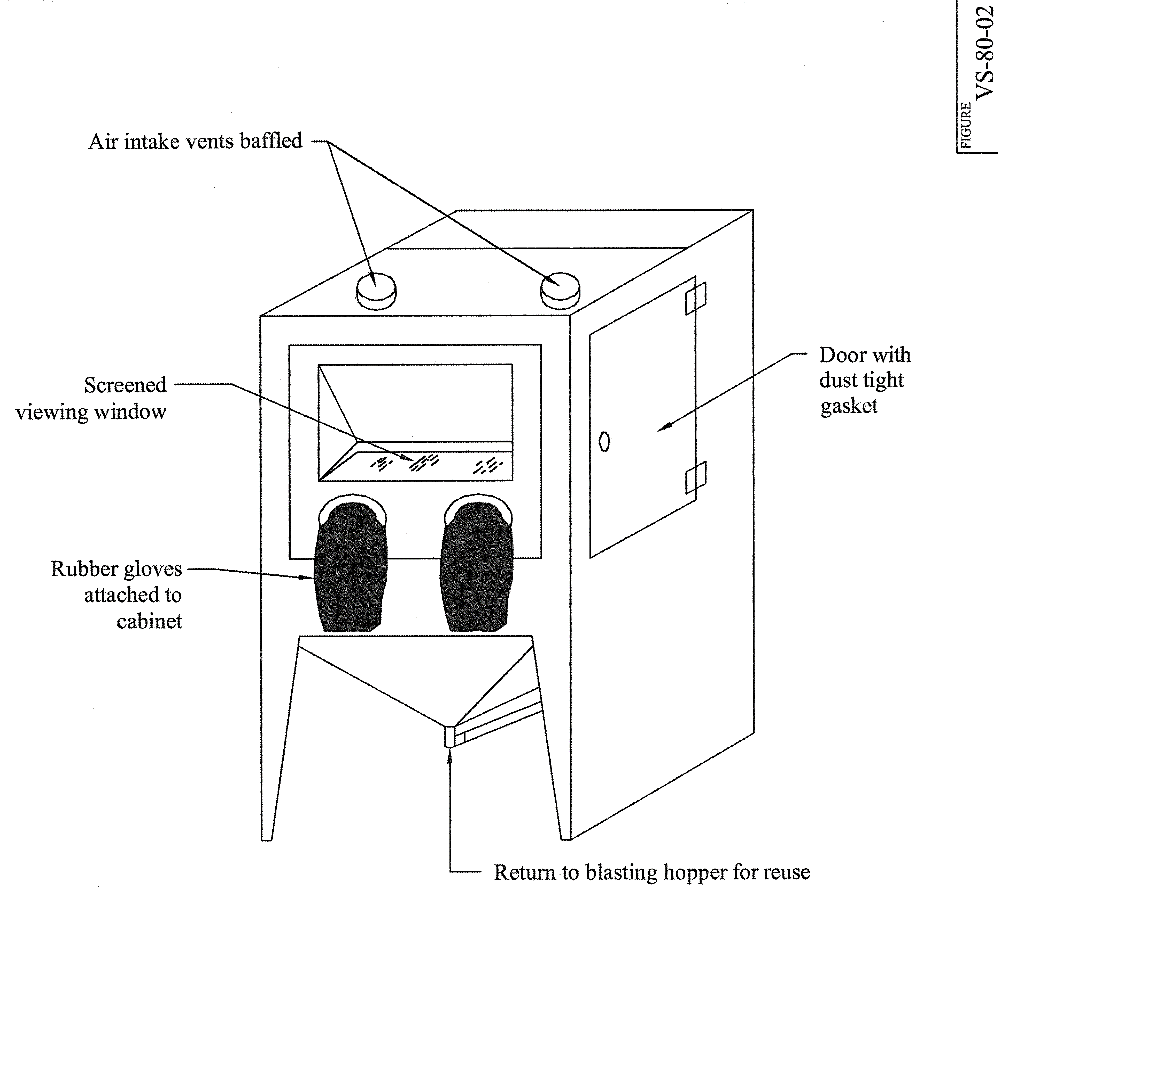 FIGURE
VS-80-02
Air intake vents baffled
Screened
viewing window
Door with
dust tight
gasket
Rubber gloves
attached to
cabinet
Return to blasting hopper for reuse